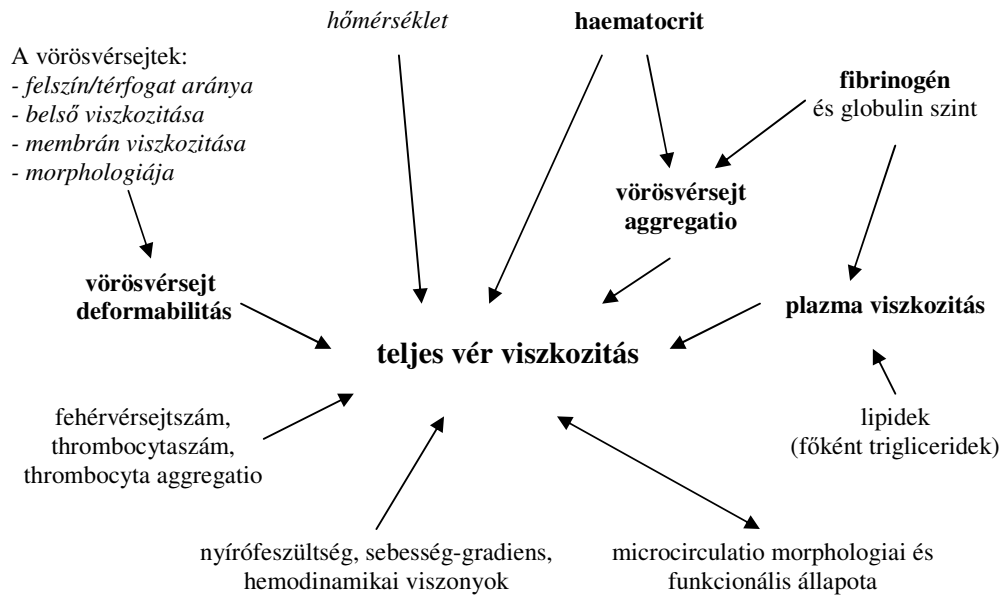 hőmérséklet
haematocrit
A vörösvérsejtek:
- felszín/térfogat aránya
- belső viszkozitása
- membrán viszkozitása
- morphologiája
fibrinogén
és globulin szint
vörösvérsejt
aggregatio
vörösvérsejt
deformabilitás
plazma viszkozitás
teljes vér viszkozitás
fehérvérsejtszám,
thrombocytaszám,
thrombocyta aggregatio
lipidek
(főként trigliceridek)
nyírófeszültség, sebesség-gradiens,
hemodinamikai viszonyok
microcirculatio morphologiai és
funkcionális állapota